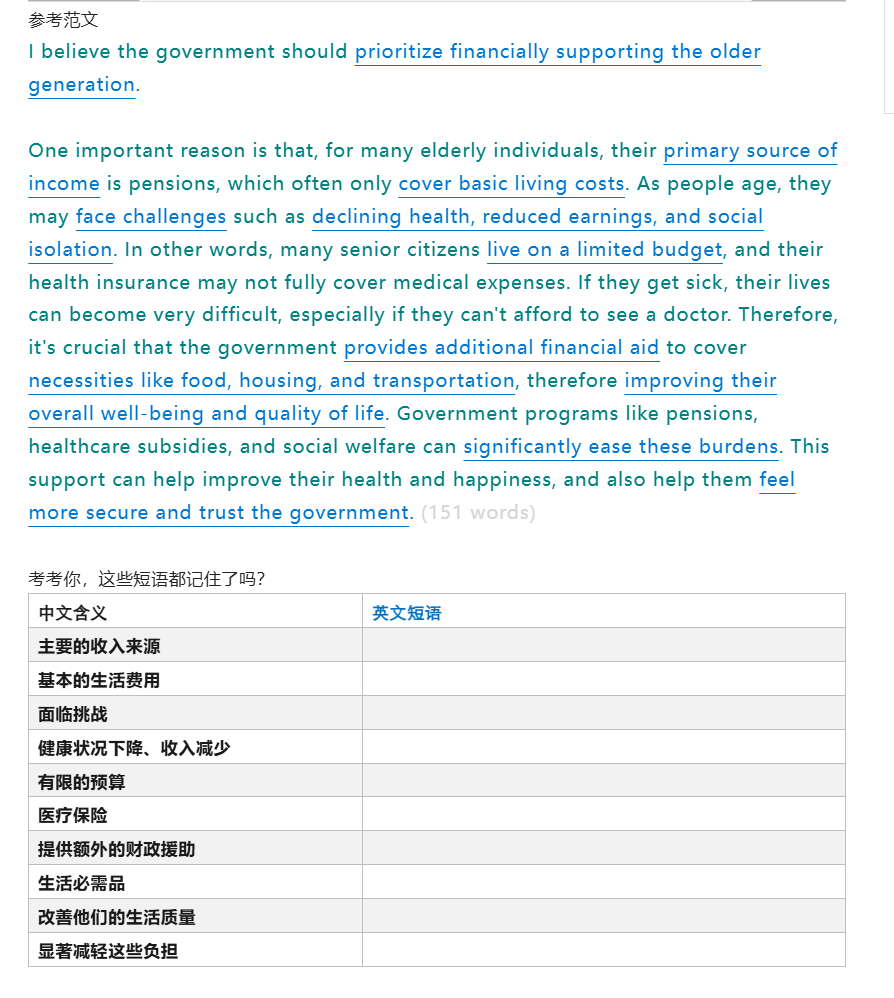 参考范文
I believe the government should prioritize financially supporting the older
generation.
One important reason is that, for many elderly individuals, their primary source of
income is pensions, which often only cover basic living costs. As people age, they
may face challenges such as declining health, reduced earnings, and social
isolation. In other words, many senior citizens live on a limited budget, and their
health insurance may not fully cover medical expenses. If they get sick, their lives
can become very difficult, especially if they can't afford to see a doctor. Therefore,
it's crucial that the government provides additional financial aid to cover
necessities like food, housing, and transportation, therefore improving their
overall well-being and quality of life. Government programs like pensions,
healthcare subsidies, and social welfare can significantly ease these burdens. This
support can help improve their health and happiness, and also help them feel
more secure and trust the government. (151 words)
考考你，这些短语都记住了吗？
中文含义 英文短语
主要的收入来源
基本的生活费用
面临挑战
健康状况下降、收入减少
有限的预算
医疗保险
提供额外的财政援助
生活必需品
改善他们的生活质量
显著减轻这些负担